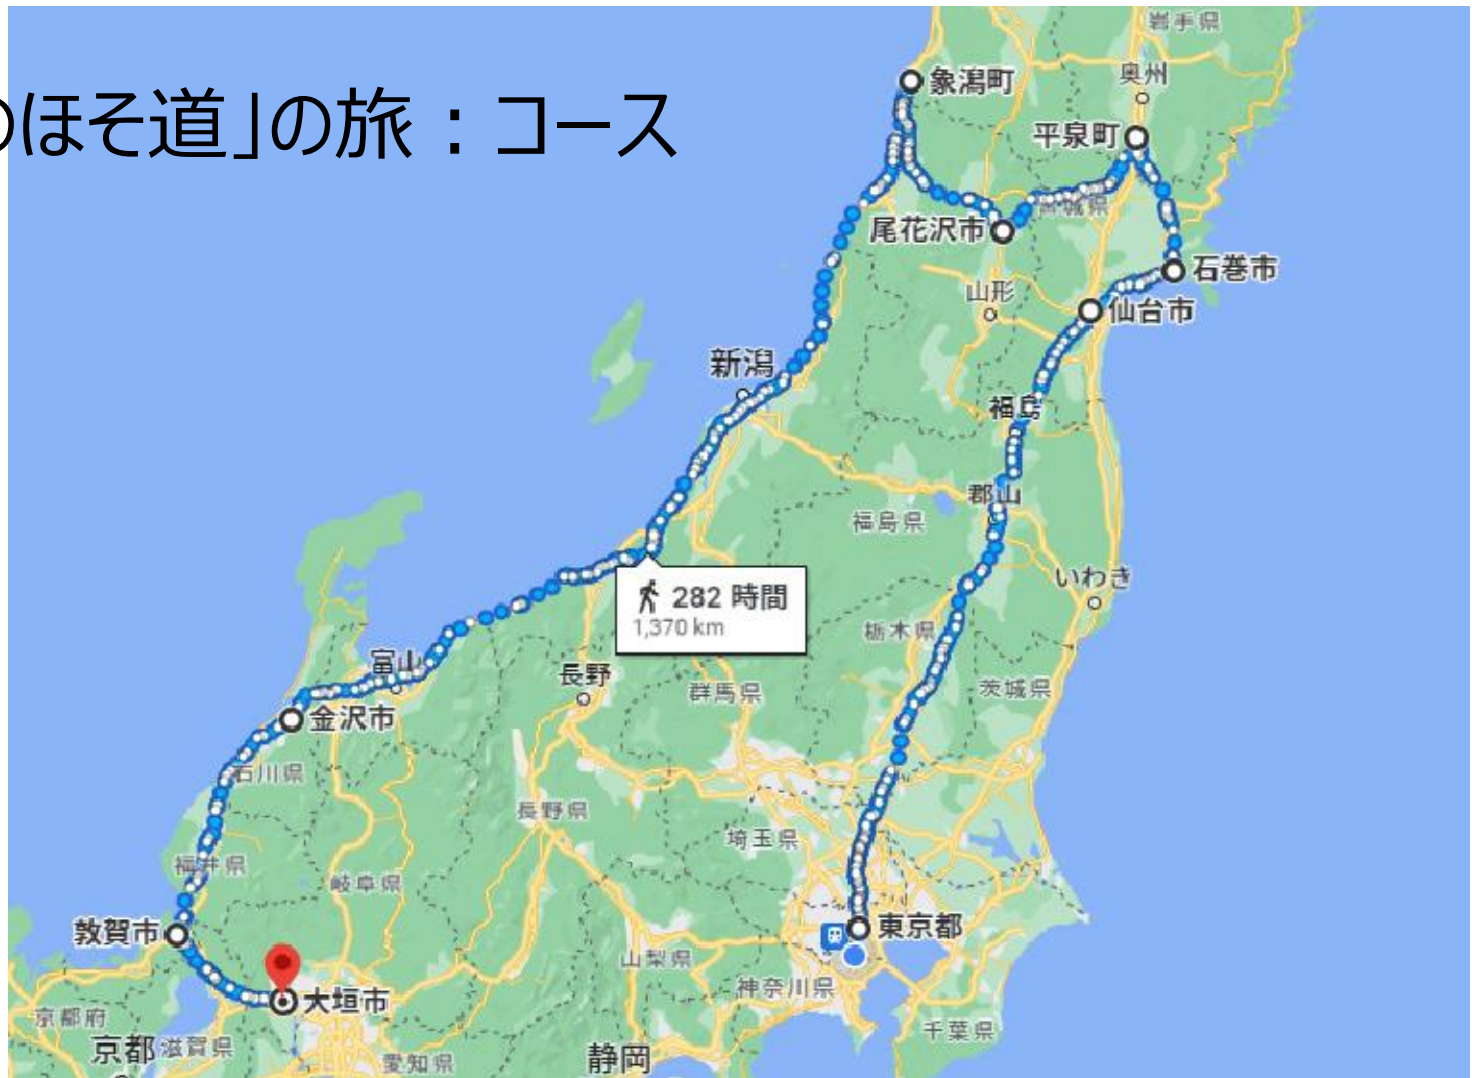 のほそ道」の旅：コース
岩手県
象潟町
奥州
平泉町
宮城県
尾花沢市
石巻市
山形
仙台市
新潟
福島
郡山
福島県
いわき
282 時間
1,370 km
栃木県
富山
長野
群馬県
茨城県
金沢市
石川県
長野県
埼玉県
福井県
岐阜県
敦賀市
東京都
山梨県
神奈川県
大垣市
京都府
千葉県
京都
滋賀県
愛知県
静岡